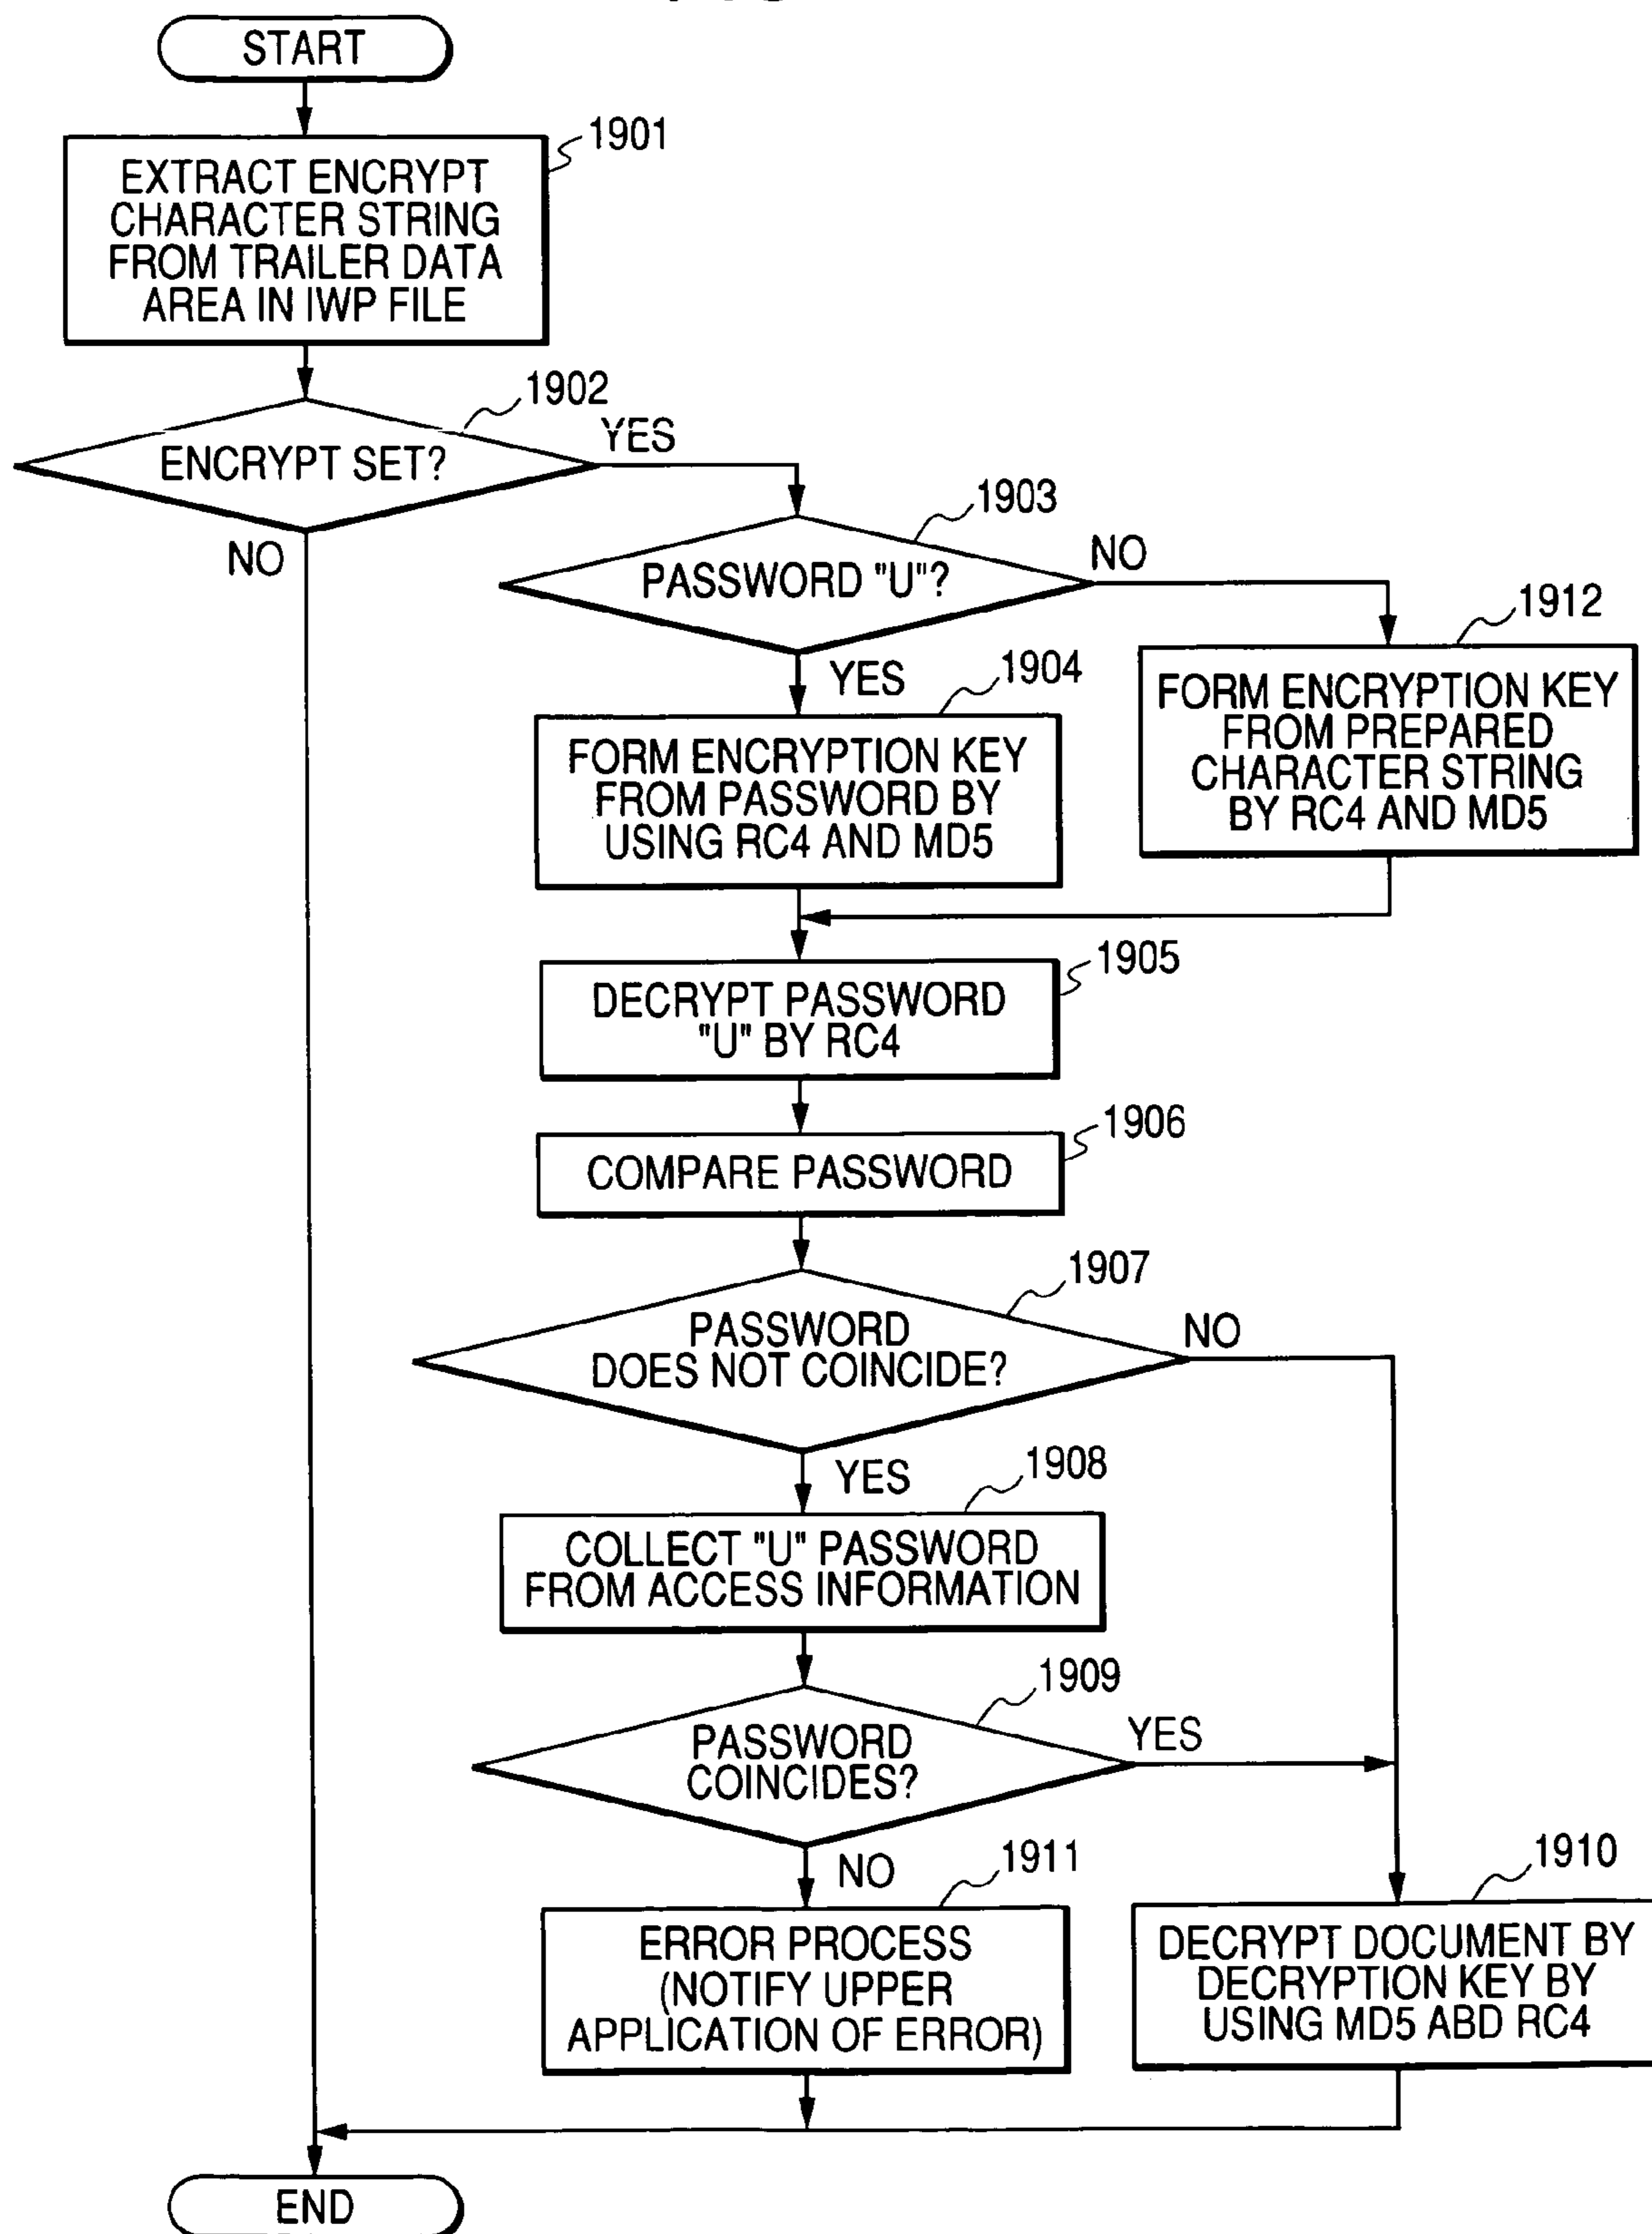 START
1901
EXTRACT ENCRYPT
CHARACTER STRING
FROM TRAILER DATA
AREA IN IWP FILE
1902
ENCRYPT SET?
YES
NO
1903
PASSWORD "U"?
NO
YES
1912
FORM ENCRYPTION KEY
FROM PREPARED
CHARACTER STRING
BY RC4 AND MD5
1904
FORM ENCRYPTION KEY
FROM PASSWORD BY
USING RC4 AND MD5
1905
DECRYPT PASSWORD
"U" BY RC4
1906
COMPARE PASSWORD
1907
PASSWORD
DOES NOT COINCIDE?
NO
YES
1908
COLLECT "U" PASSWORD
FROM ACCESS INFORMATION
1909
PASSWORD
COINCIDES?
YES
NO
1911
ERROR PROCESS
(NOTIFY UPPER
APPLICATION OF ERROR)
1910
DECRYPT DOCUMENT BY
DECRYPTION KEY BY
USING MD5 ABD RC4
END